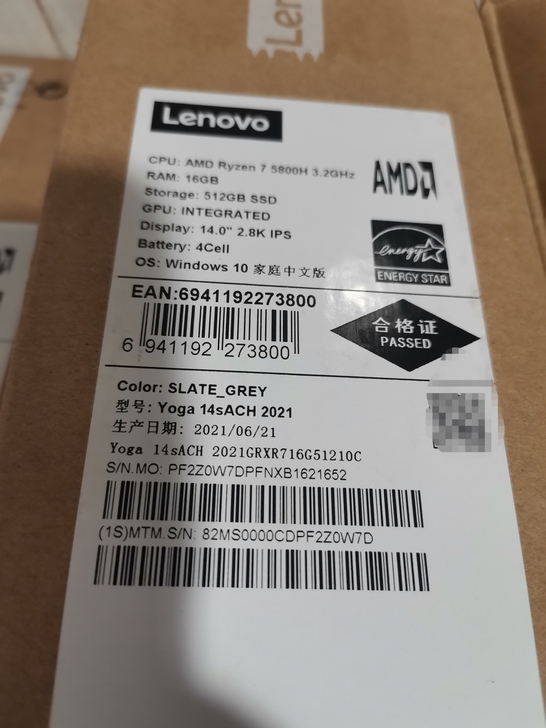 Len
Lenovo
CPU: AMD Ryzen 7 5800H 3.2GHz
RAM: 16GB
Storage: 512GB SSD
GPU: INTEGRATED
Display: 14.0" 2.8K IPS
Battery: 4Cell
OS: Windows 10 家庭中文版
AMD
energy
ENERGY STAR
EAN:6941192273800
6 941192 273800
合格证
PASSED
Color: SLATE_GREY
型号: Yoga 14sACH 2021
生产日期: 2021/06/21
Yoga 14sACH 2021GRXR716G51210C
S/N.MO: PF2Z0W7DPFNXB1621652
(1S)MTM.S/N: 82MS0000CDPF2Z0W7D